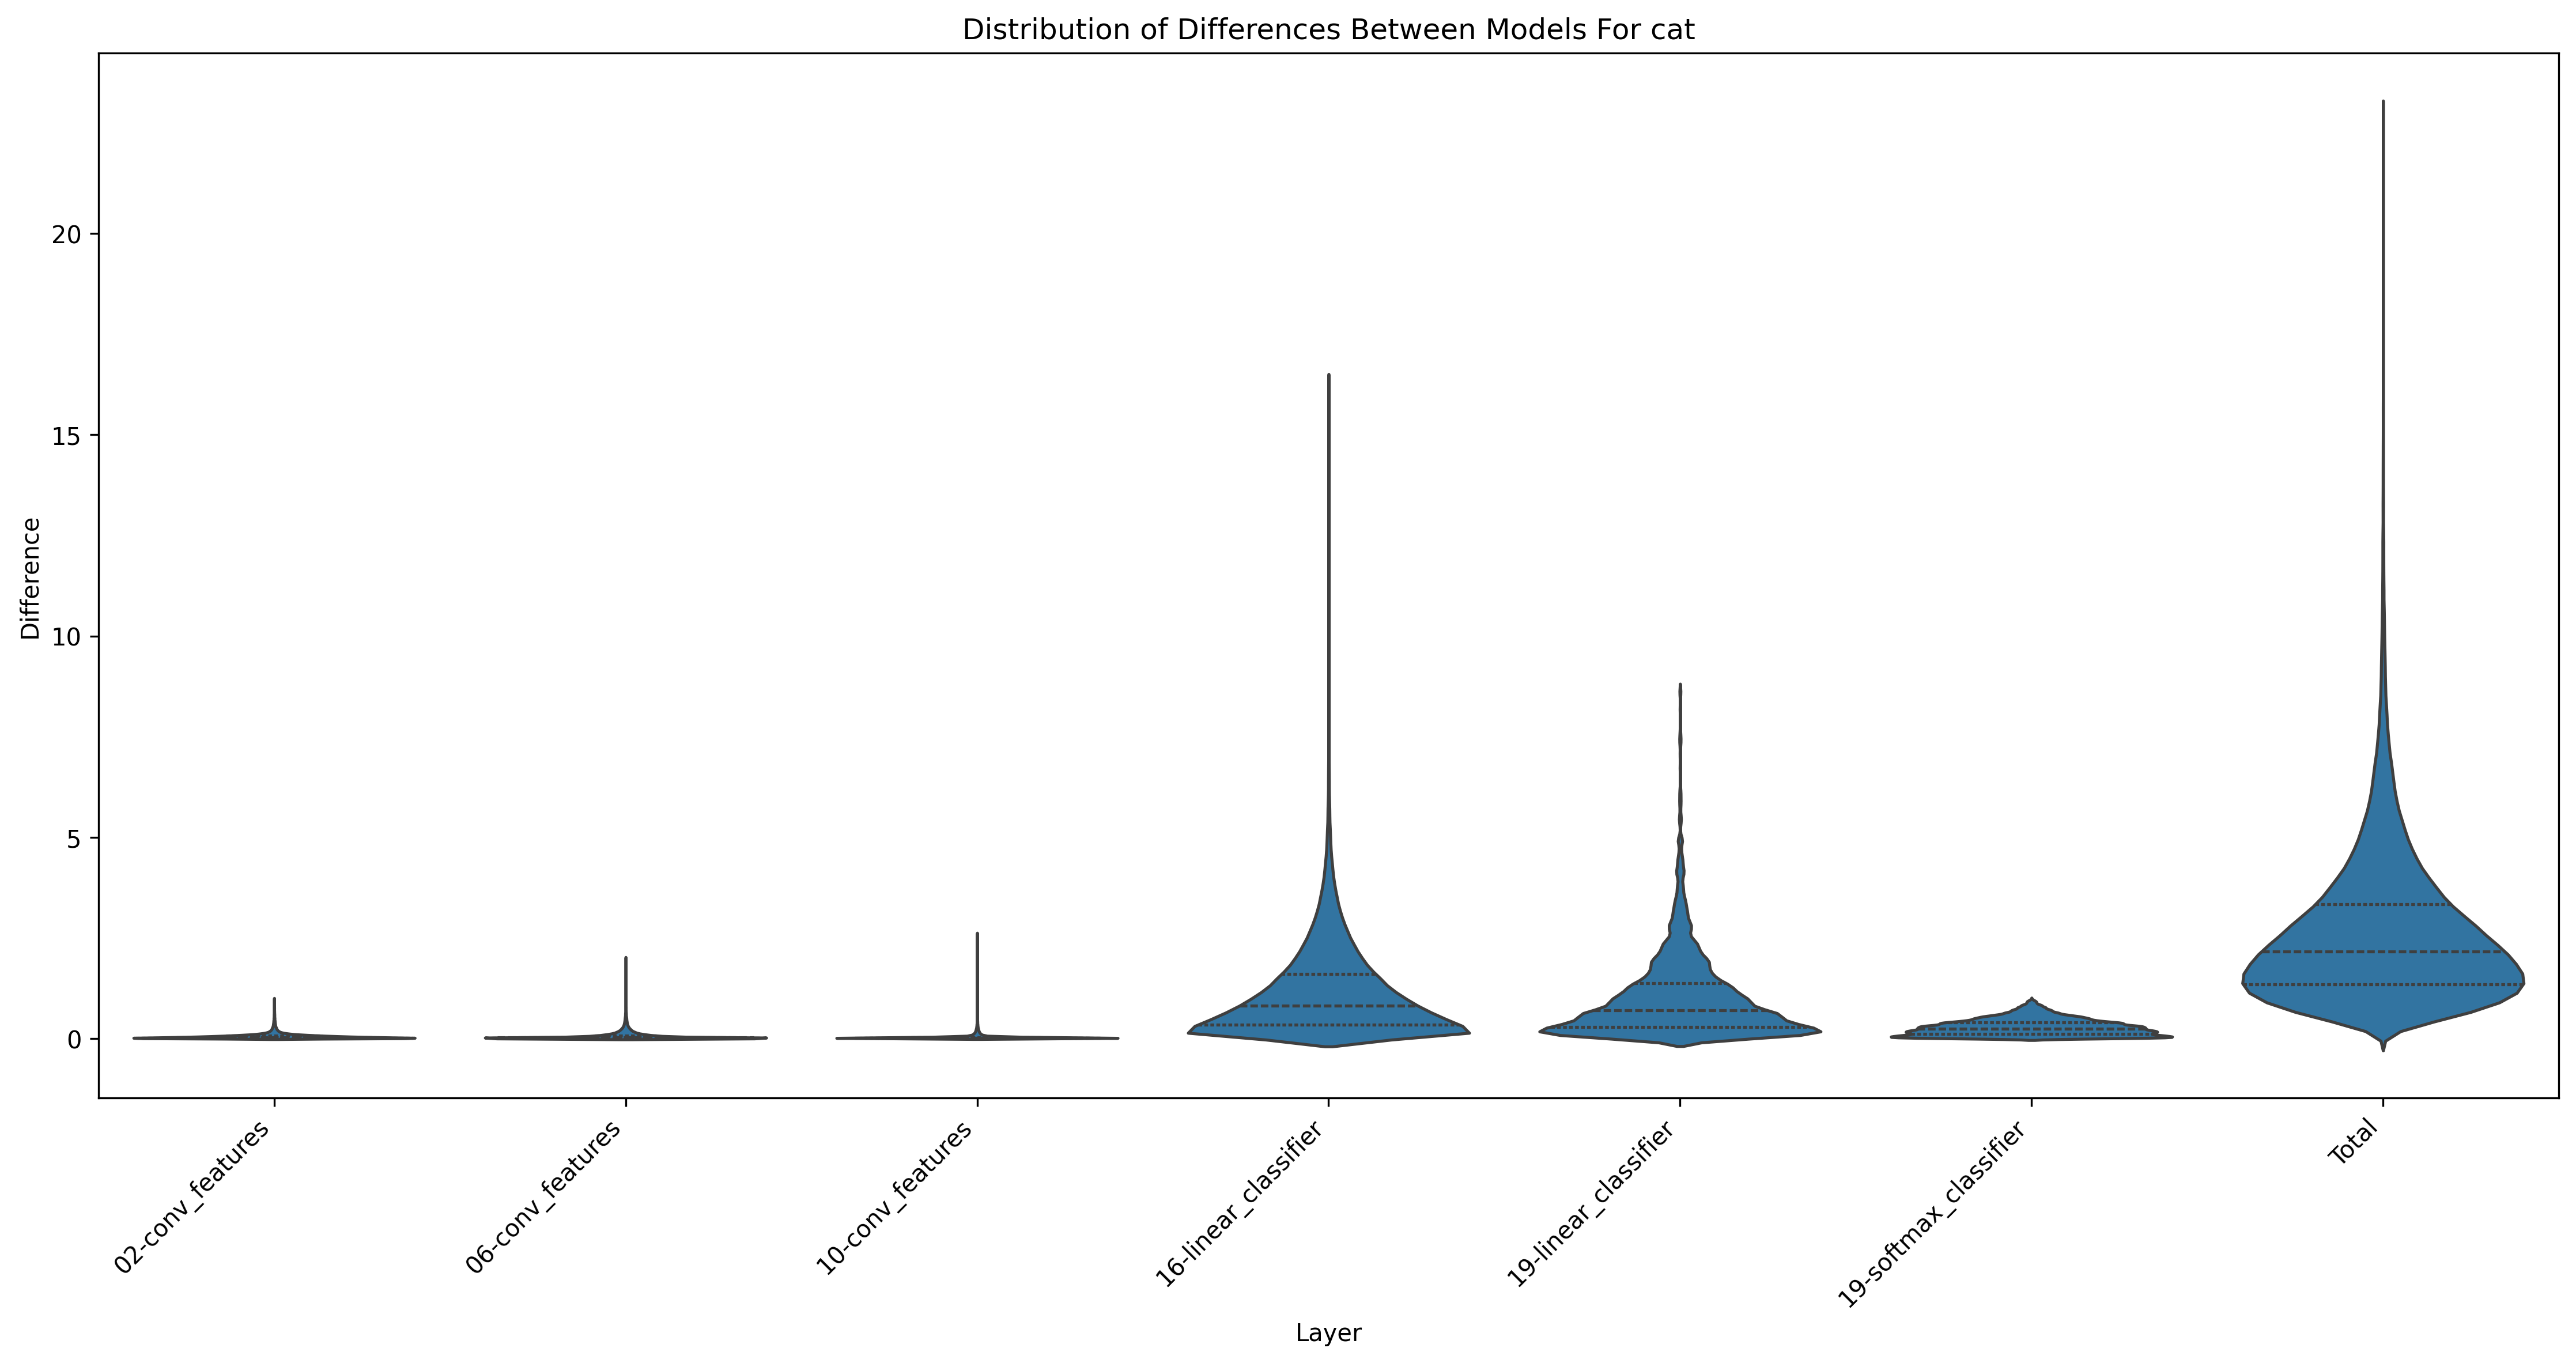 Distribution of Differences Between Models For cat
Difference
20
15
10
5
0
02-conv_features
06-conv_features
10-conv_features
16-linear_classifier
19-linear_classifier
19-softmax_classifier
Total
Layer